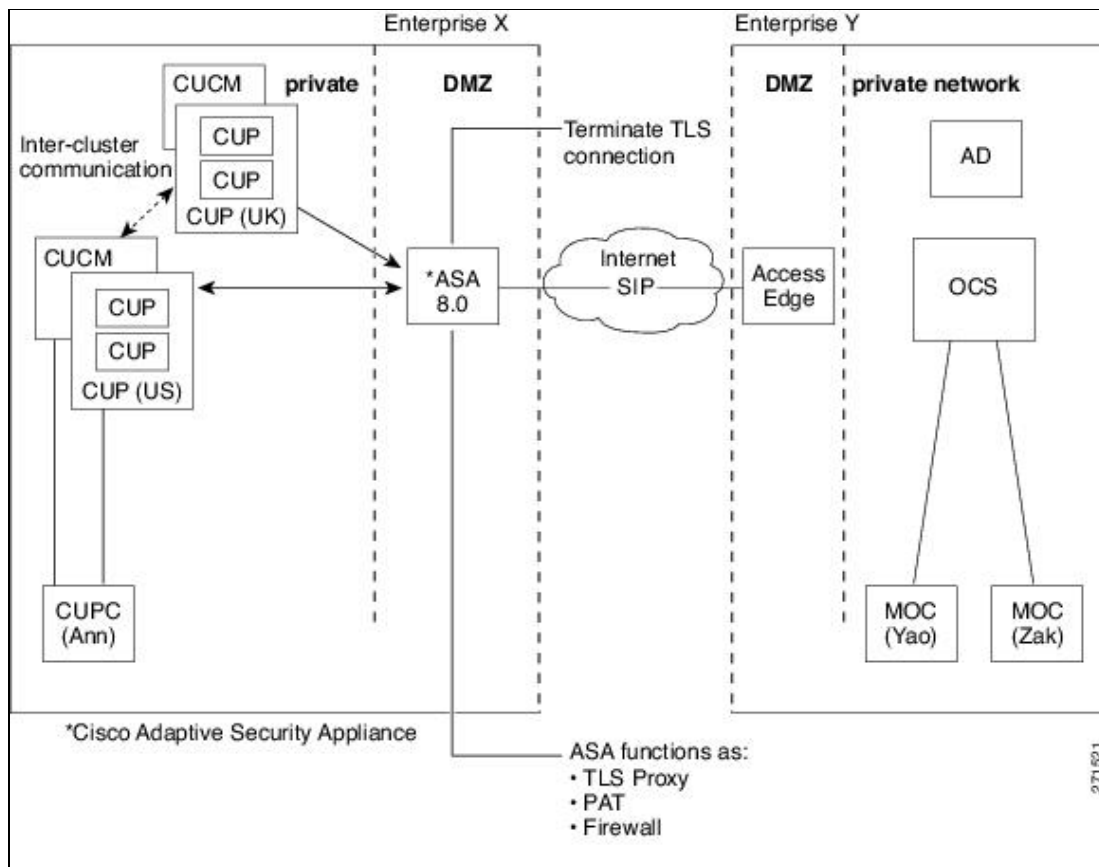 Enterprise X
Enterprise Y
CUCM
private
DMZ
DMZ
private network
CUP
CUP
CUP (UK)
Inter-cluster
communication
Terminate TLS
connection
AD
CUCM
CUP
CUP
CUP (US)
*ASA
8.0
Internet
SIP
Access
Edge
OCS
CUPC
(Ann)
MOC
(Yao)
MOC
(Zak)
*Cisco Adaptive Security Appliance
ASA functions as:
• TLS Proxy
• PAT
• Firewall
271521